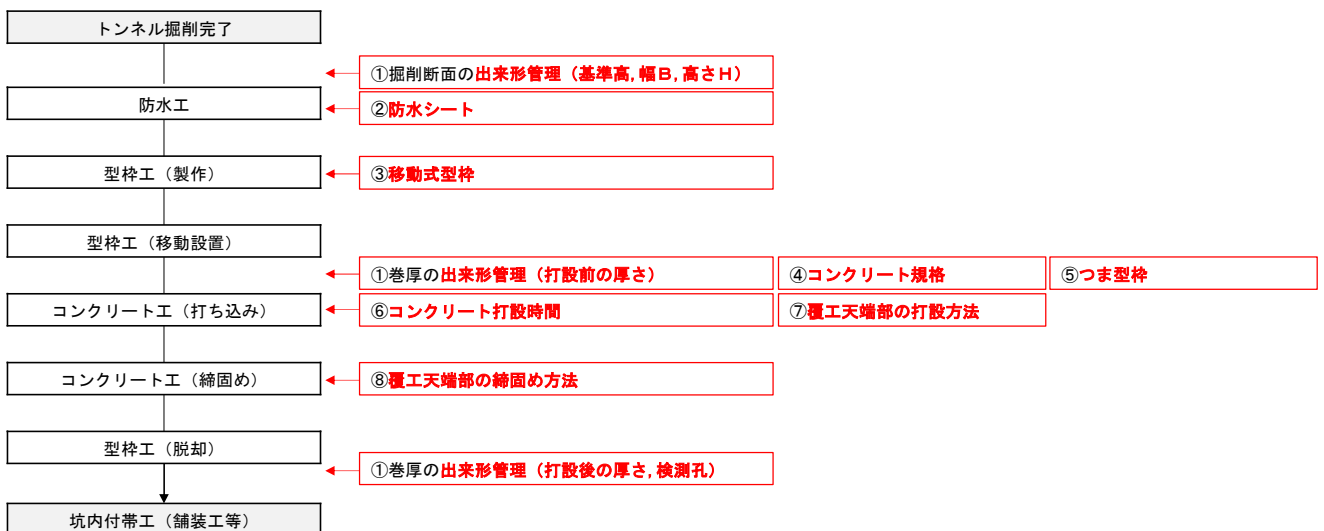 トンネル掘削完了
①掘削断面の出来形管理（基準高,幅Ｂ,高さＨ）
防水工
②防水シート
型枠工（製作）
③移動式型枠
型枠工（移動設置）
①巻厚の出来形管理（打設前の厚さ）
④コンクリート規格
⑤つま型枠
コンクリート工（打ち込み）
⑥コンクリート打設時間
⑦覆工天端部の打設方法
コンクリート工（締固め）
⑧覆工天端部の締固め方法
型枠工（脱却）
①巻厚の出来形管理（打設後の厚さ,検測孔）
坑内付帯工（舗装工等）